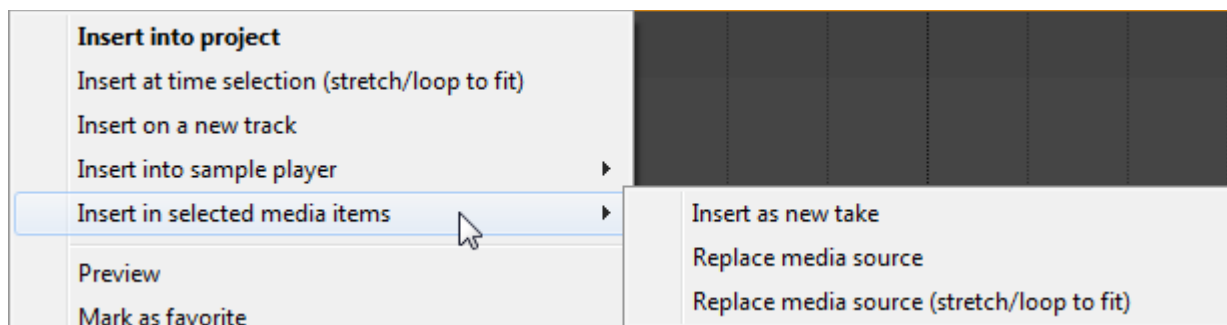 Insert into project
Insert at time selection (stretch/loop to fit)
Insert on a new track
Insert into sample player
Insert in selected media items
Preview
Mark as favorite
Insert as new take
Replace media source
Replace media source (stretch/loop to fit)